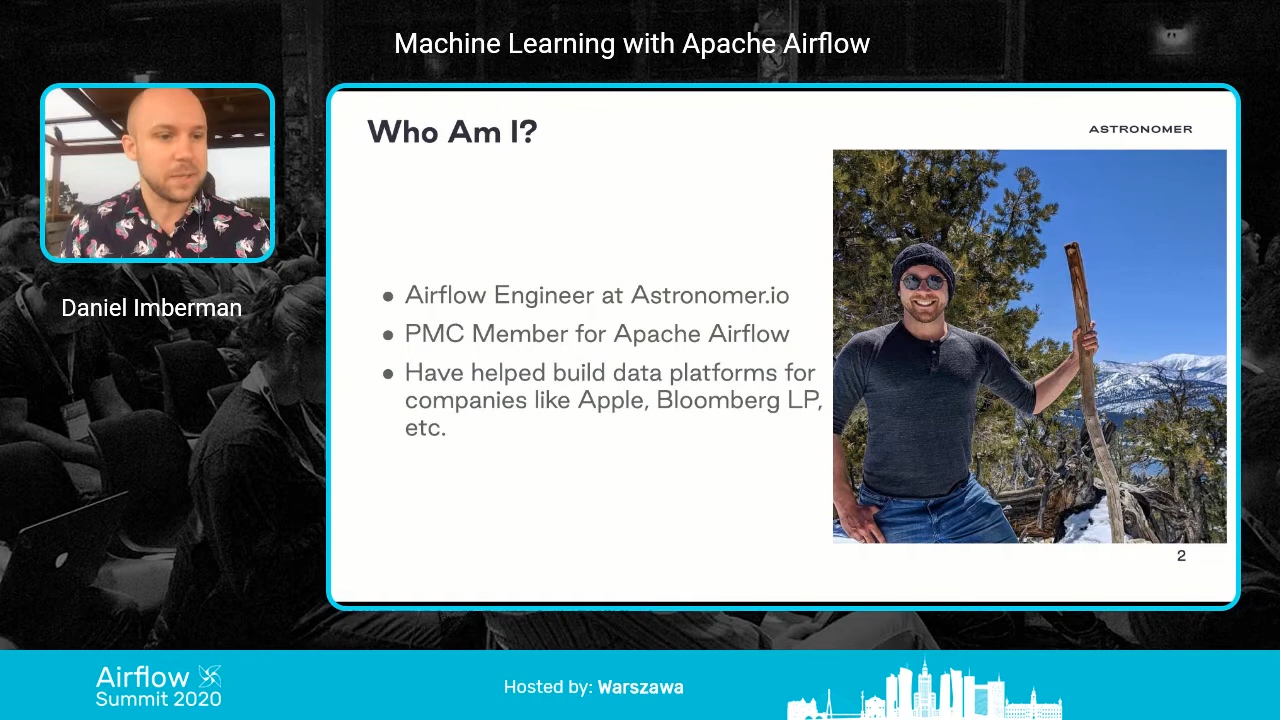 Machine Learning with Apache Airflow
Who Am I?
ASTRONOMER
Daniel Imberman
● Airflow Engineer at Astronomer.io
● PMC Member for Apache Airflow
● Have helped build data platforms for
companies like Apple, Bloomberg LP,
etc.
2
Airflow
Summit 2020
Hosted by: Warszawa